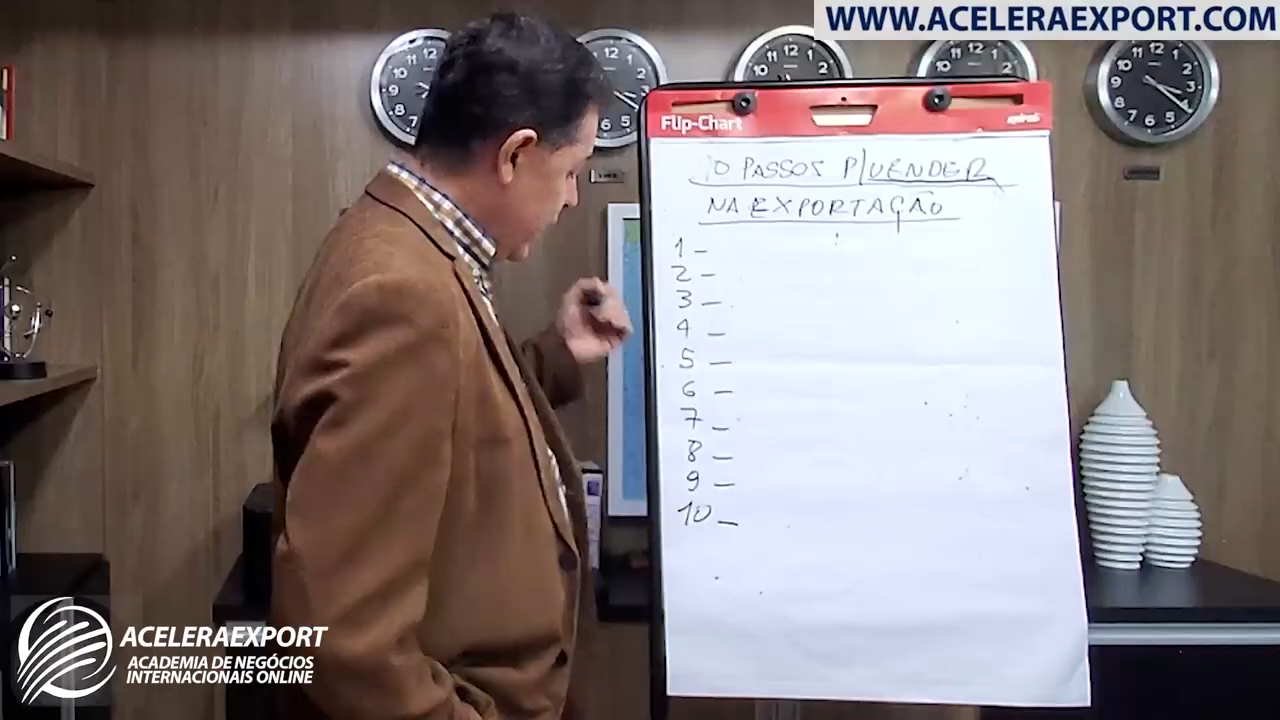 WWW.ACELERAEXPORT.COM
Flip-Chart
spiral
10 PASSOS P/ VENDER
NA EXPORTAÇÃO
1 -
2 -
3 -
4 -
5 -
6 -
7 -
8 -
9 -
10 -
ACELERAEXPORT
ACADEMIA DE NEGÓCIOS
INTERNACIONAIS ONLINE